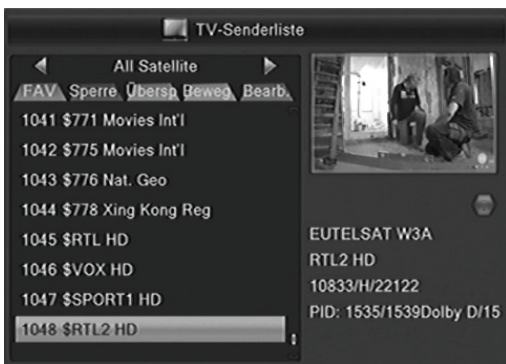 TV-Senderliste
All Satellite
FAV Sperre Übersp Beweg. Bearb.
1041 $771 Movies Int'l
1042 $775 Movies Int'l
1043 $776 Nat. Geo
1044 $778 Xing Kong Reg
1045 $RTL HD
1046 $VOX HD
1047 $SPORT1 HD
1048 $RTL2 HD
EUTELSAT W3A
RTL2 HD
10833/H/22122
PID: 1535/1539Dolby D/15